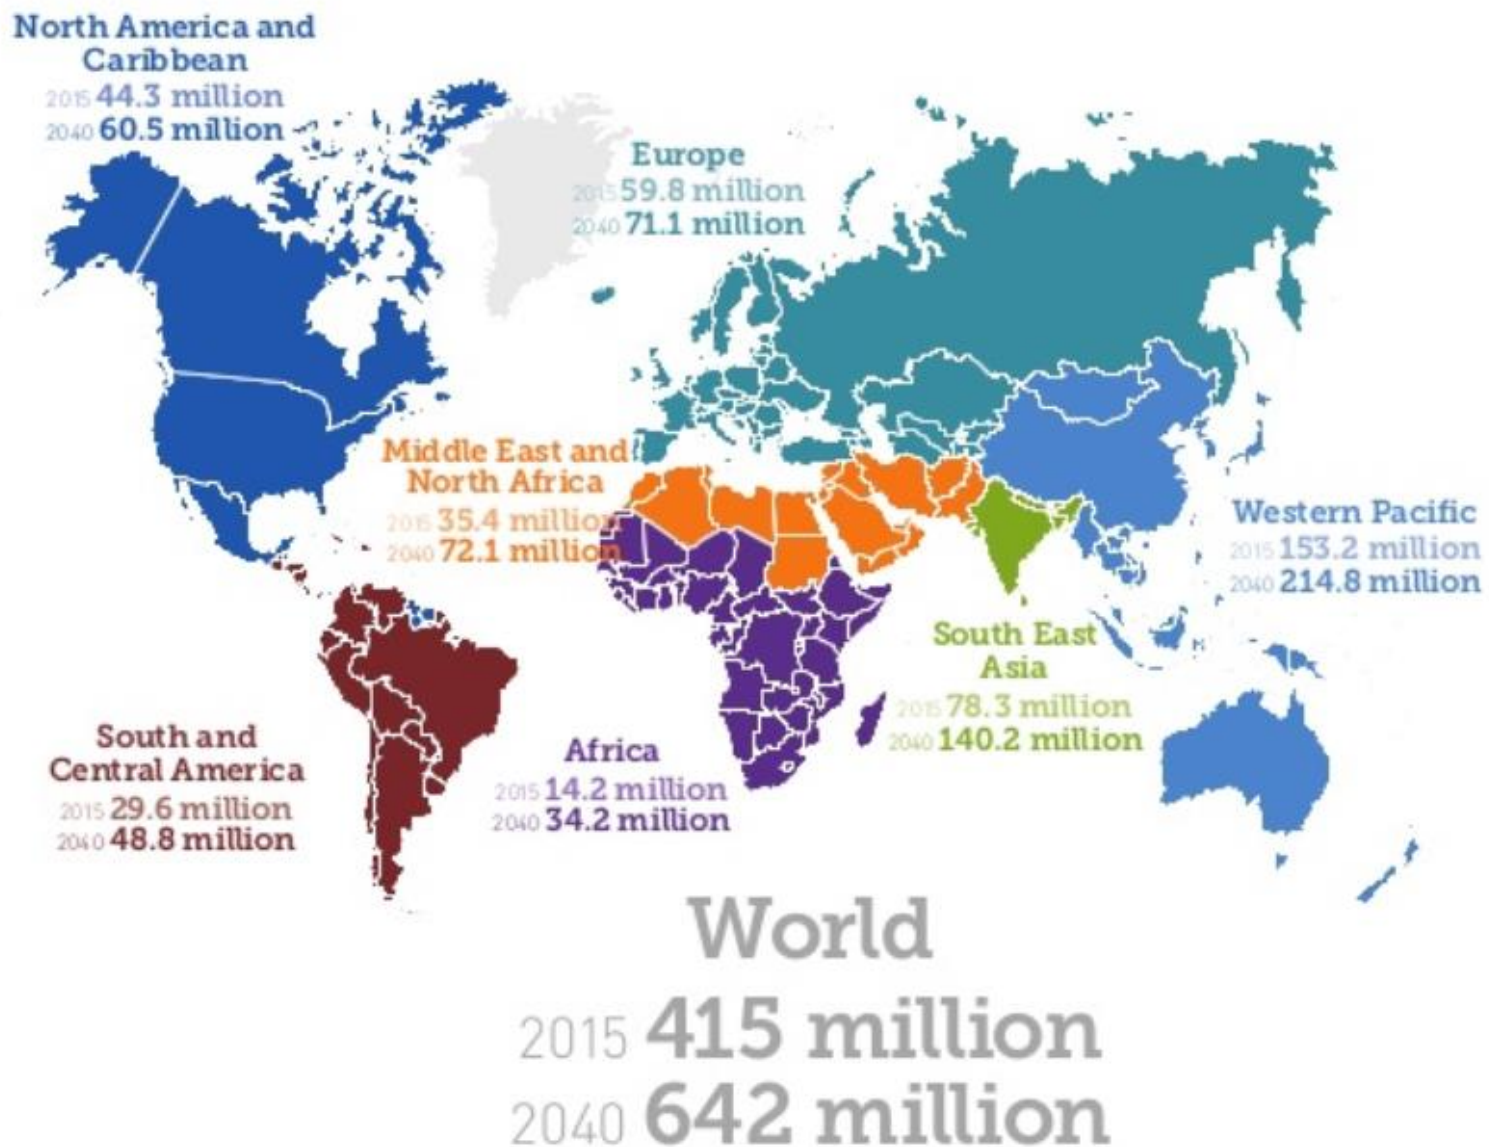 North America and
Caribbean
2015 44.3 million
2040 60.5 million
Europe
2015 59.8 million
2040 71.1 million
Middle East and
North Africa
2015 35.4 million
2040 72.1 million
Western Pacific
2015 153.2 million
2040 214.8 million
South East
Asia
2015 78.3 million
2040 140.2 million
South and
Central America
2015 29.6 million
2040 48.8 million
Africa
2015 14.2 million
2040 34.2 million
World
2015 415 million
2040 642 million